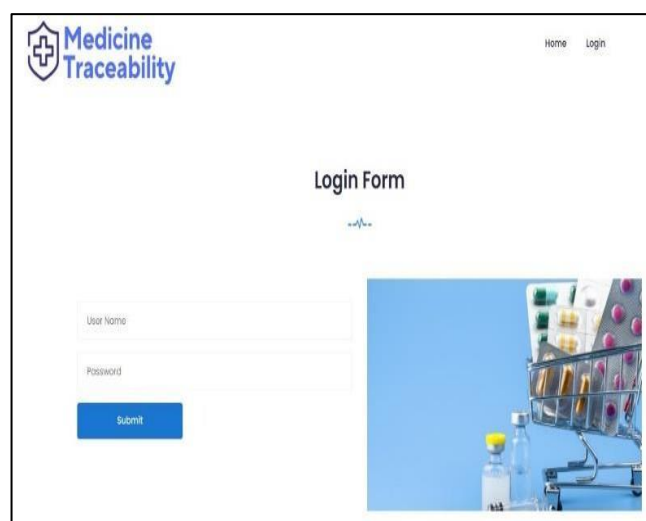 Medicine
Traceability
Home Login
Login Form
User Name
Password
Submit